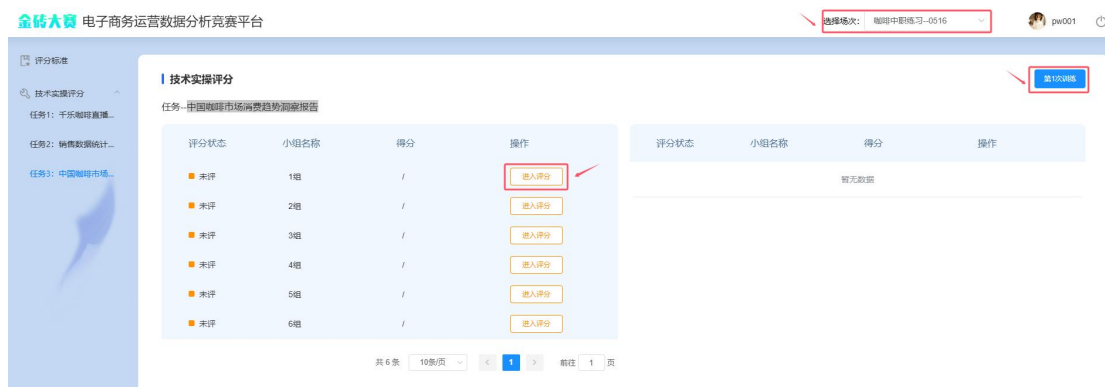 金砖大赛 电子商务运营数据分析竞赛平台
选择场次： 咖啡中职练习--0516
pw001
评分标准
技术实操评分
任务1：千乐咖啡直播...
任务2：销售数据统计...
任务3：中国咖啡市场...
技术实操评分
第1次训练
任务--中国咖啡市场消费趋势洞察报告
评分状态 小组名称 得分 操作
未评 1组 / 进入评分
未评 2组 / 进入评分
未评 3组 / 进入评分
未评 4组 / 进入评分
未评 5组 / 进入评分
未评 6组 / 进入评分
共 6 条 10条/页 < 1 > 前往 1 页
评分状态 小组名称 得分 操作
暂无数据